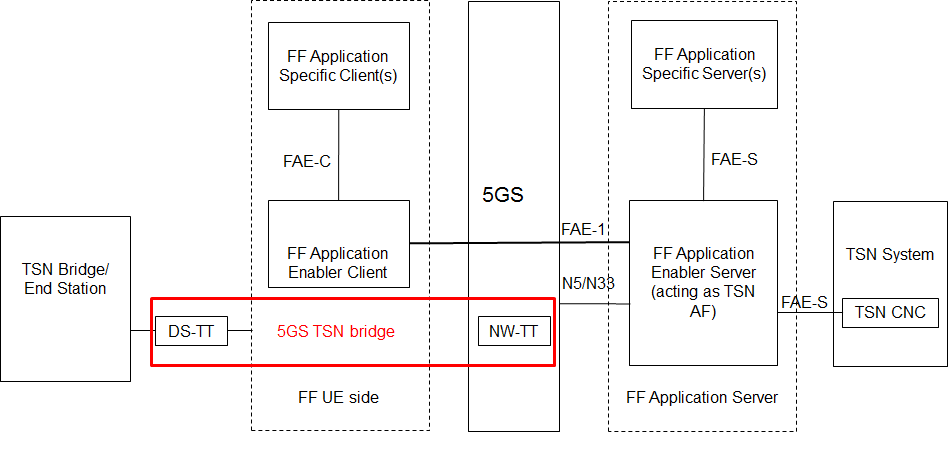 FF Application
Specific Client(s)
FF Application
Specific Server(s)
FAE-C
FAE-S
5GS
FAE-1
TSN Bridge/
End Station
FF Application
Enabler Client
FF Application
Enabler Server
(acting as TSN
AF)
TSN System
N5/N33
FAE-S
TSN CNC
DS-TT
5GS TSN bridge
NW-TT
FF UE side
FF Application Server